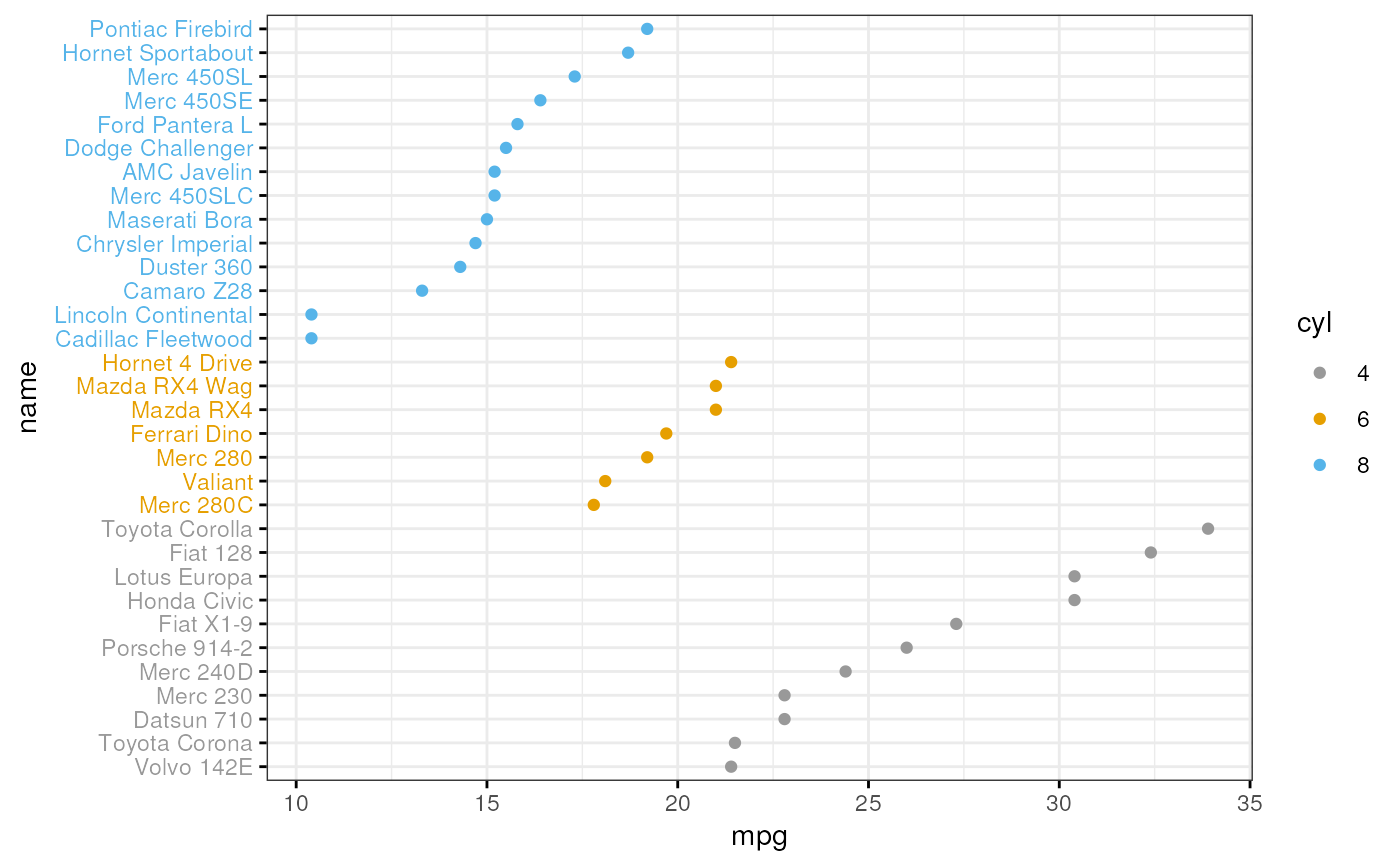 Pontiac Firebird
Hornet Sportabout
Merc 450SL
Merc 450SE
Ford Pantera L
Dodge Challenger
AMC Javelin
Merc 450SLC
Maserati Bora
Chrysler Imperial
Duster 360
Camaro Z28
Lincoln Continental
Cadillac Fleetwood
Hornet 4 Drive
Mazda RX4 Wag
Mazda RX4
Ferrari Dino
Merc 280
Valiant
Merc 280C
Toyota Corolla
Fiat 128
Lotus Europa
Honda Civic
Fiat X1-9
Porsche 914-2
Merc 240D
Merc 230
Datsun 710
Toyota Corona
Volvo 142E
name
10 15 20 25 30 35
mpg
cyl
4
6
8